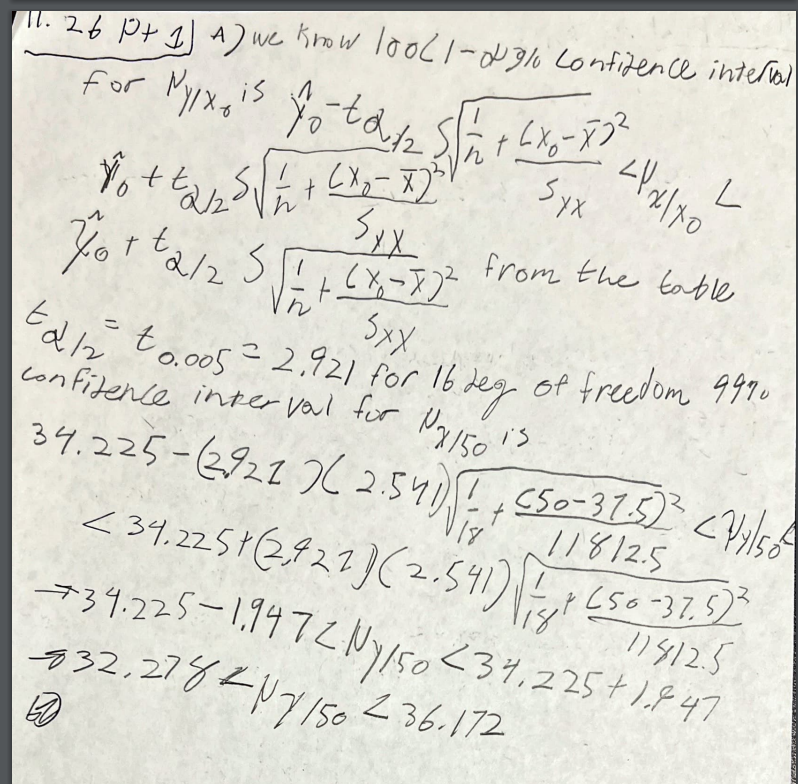 11. 26 pt 1] A) we know 100(1-α)% confidence interval
for μy/x₀ is ŷ₀ - tα/2 S√(1/n + (x₀-x̄)²/Sxx) < μx/x₀ <
ŷ₀ + tα/2 S√(1/n + (x₀-x̄)²/Sxx)
ŷ₀ + tα/2 S√(1/n + (x₀-x̄)²/Sxx) from the table
tα/2 = t0.005 = 2.921 for 16 deg of freedom 99%
confidence interval for μy/50 is
34.225-(2.921)(2.541)√(1/18 + (50-37.5)²/11812.5) < μy/50 <
< 34.225+(2.921)(2.541)√(1/18 + (50-37.5)²/11812.5)
→34.225-1.947 < μy/50 < 34.225+1.947
→32.278 < μy/50 < 36.172